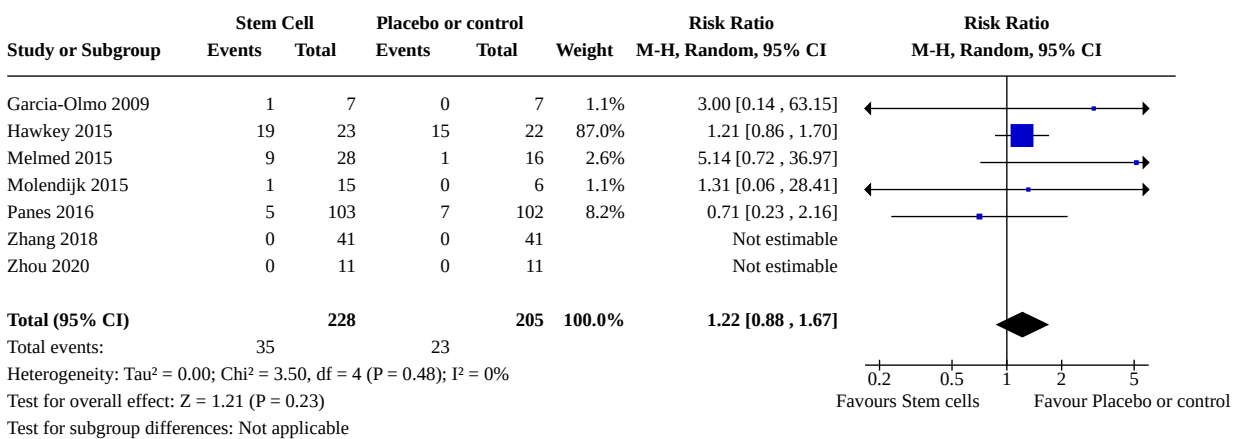 Stem Cell Placebo or control Risk Ratio Risk Ratio
Study or Subgroup Events Total Events Total Weight M-H, Random, 95% CI M-H, Random, 95% CI
Garcia-Olmo 2009 1 7 0 7 1.1% 3.00 [0.14 , 63.15]
Hawkey 2015 19 23 15 22 87.0% 1.21 [0.86 , 1.70]
Melmed 2015 9 28 1 16 2.6% 5.14 [0.72 , 36.97]
Molendijk 2015 1 15 0 6 1.1% 1.31 [0.06 , 28.41]
Panes 2016 5 103 7 102 8.2% 0.71 [0.23 , 2.16]
Zhang 2018 0 41 0 41 Not estimable
Zhou 2020 0 11 0 11 Not estimable
Total (95% CI) 228 205 100.0% 1.22 [0.88 , 1.67]
Total events: 35 23
Heterogeneity: Tau² = 0.00; Chi² = 3.50, df = 4 (P = 0.48); I² = 0%
0.2 0.5 1 2 5
Test for overall effect: Z = 1.21 (P = 0.23) Favours Stem cells Favour Placebo or control
Test for subgroup differences: Not applicable